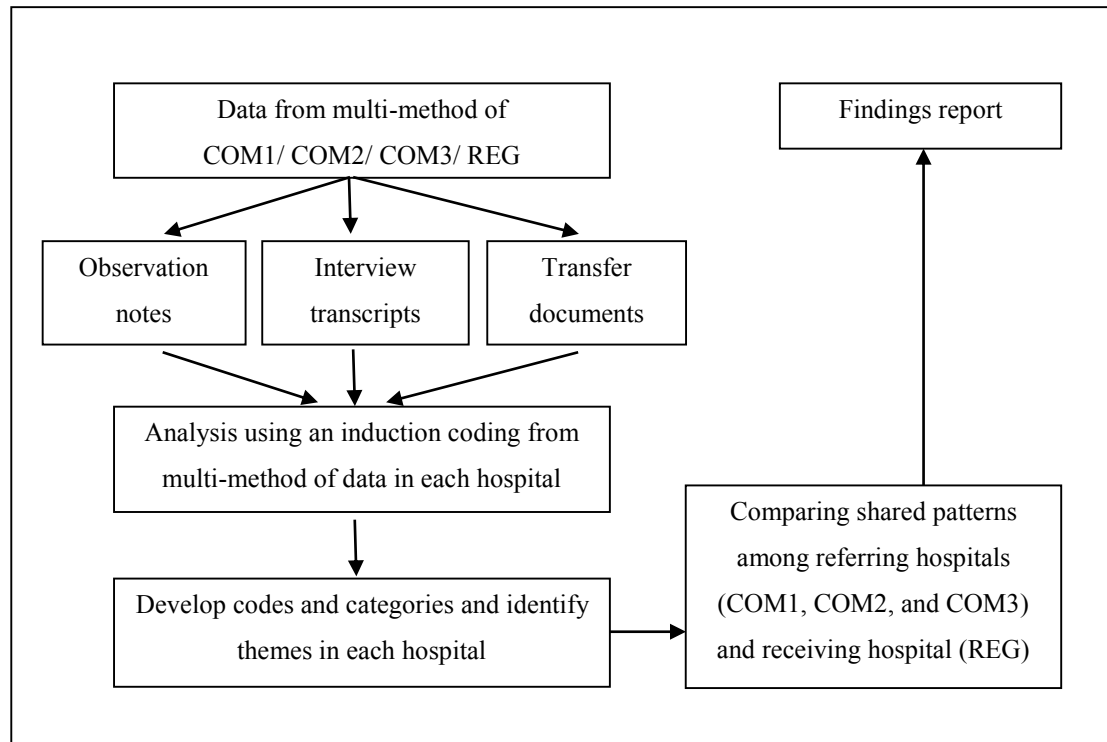 Data from multi-method of
COM1/ COM2/ COM3/ REG
Findings report
Observation
notes
Interview
transcripts
Transfer
documents
Analysis using an induction coding from
multi-method of data in each hospital
Develop codes and categories and identify
themes in each hospital
Comparing shared patterns
among referring hospitals
(COM1, COM2, and COM3)
and receiving hospital (REG)